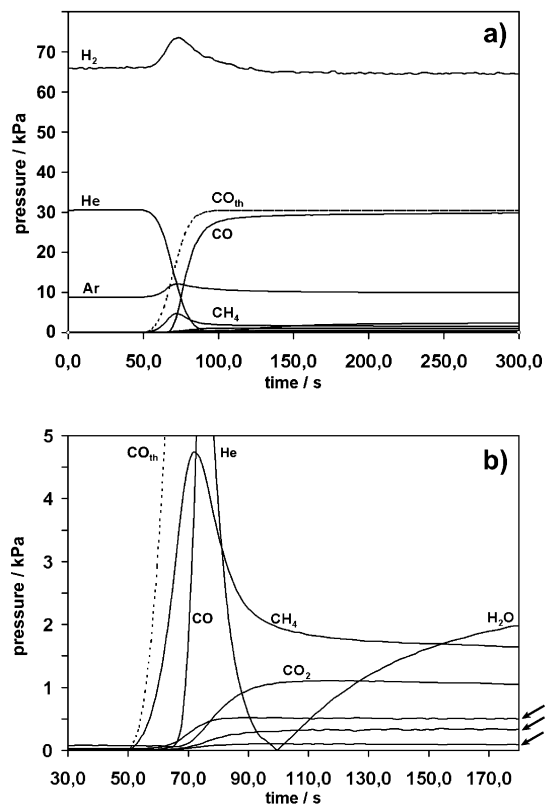 a)
pressure / kPa
70
60
50
40
30
20
10
0
H₂
He
COth
CO
Ar
CH₄
0,0 50,0 100,0 150,0 200,0 250,0 300,0
time / s
b)
pressure / kPa
5
4
3
2
1
0
COth
He
CO
CH₄
H₂O
CO₂
30,0 50,0 70,0 90,0 110,0 130,0 150,0 170,0
time / s